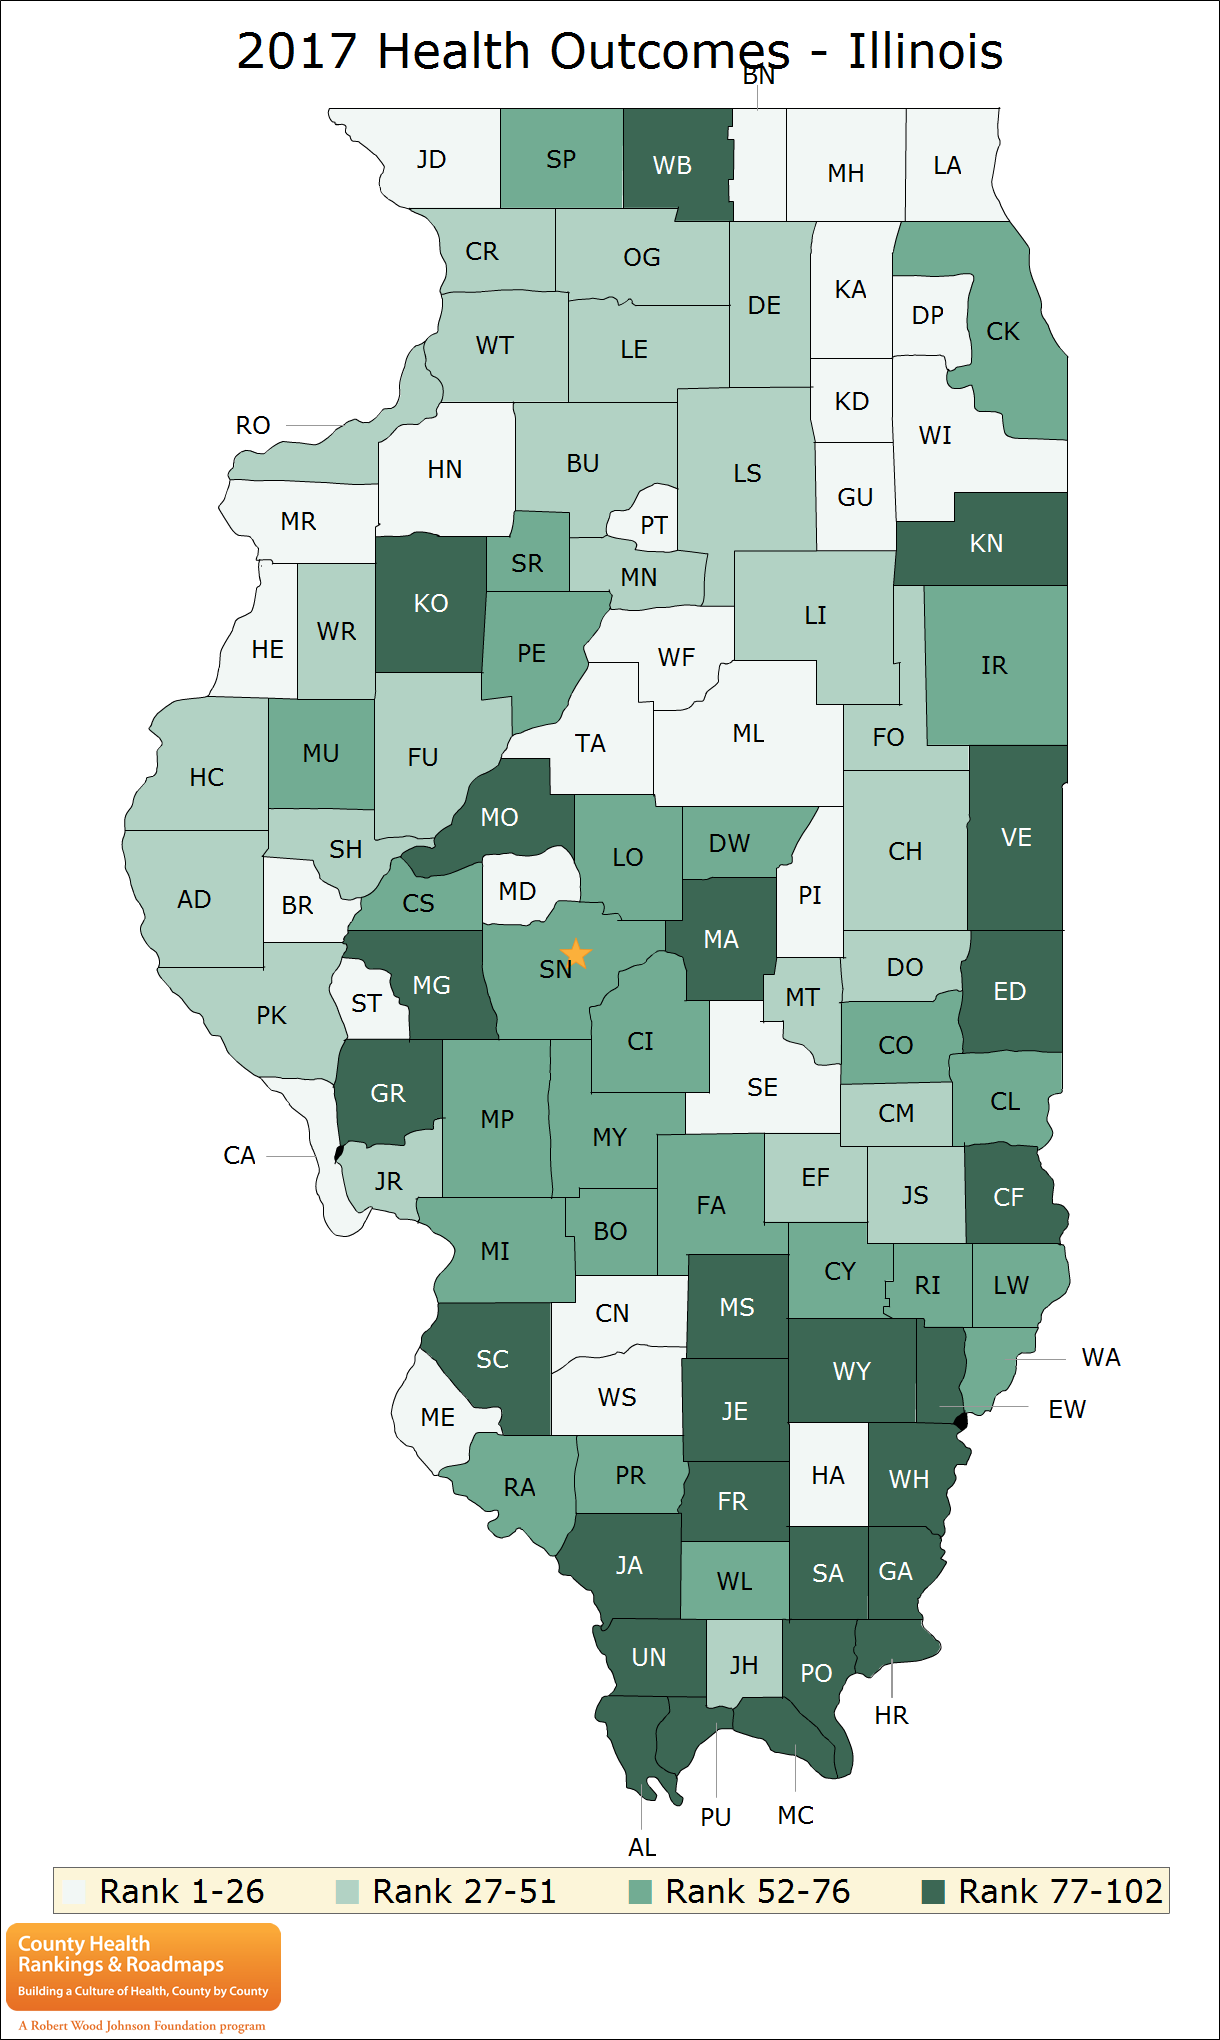 2017 Health Outcomes - Illinois
BN
JD
SP
WB
MH
LA
CR
OG
DE
KA
DP
CK
WT
LE
KD
RO
WI
HN
BU
LS
GU
MR
PT
KN
SR
MN
KO
LI
WR
HE
PE
WF
IR
TA
ML
FO
MU
FU
HC
MO
LO
DW
CH
VE
SH
MD
PI
AD
BR
CS
MA
SN
DO
MG
ST
MT
ED
PK
CI
CO
SE
GR
MP
CM
CL
MY
CA
JR
EF
JS
CF
FA
BO
MI
CY
RI
LW
CN
MS
SC
WY
WA
WS
JE
EW
ME
RA
PR
HA
WH
FR
JA
WL
SA
GA
UN
JH
PO
HR
PU
MC
AL
Rank 1-26 Rank 27-51 Rank 52-76 Rank 77-102
County Health
Rankings & Roadmaps
Building a Culture of Health, County by County
A Robert Wood Johnson Foundation program